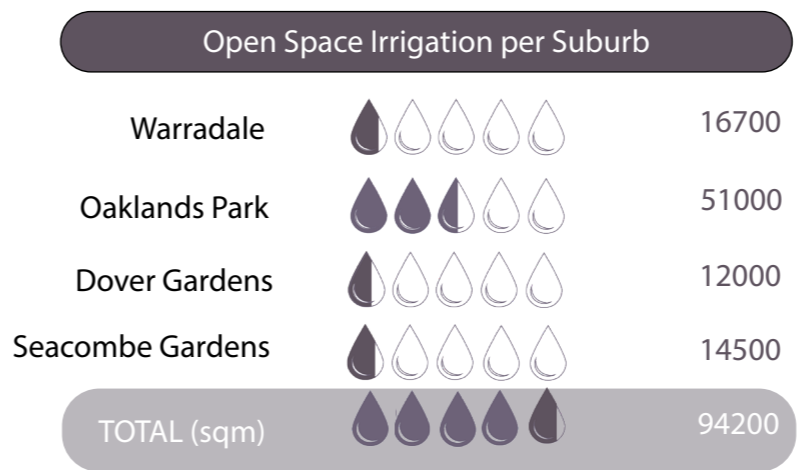 Open Space Irrigation per Suburb
Warradale 16700
Oaklands Park 51000
Dover Gardens 12000
Seacombe Gardens 14500
TOTAL (sqm) 94200